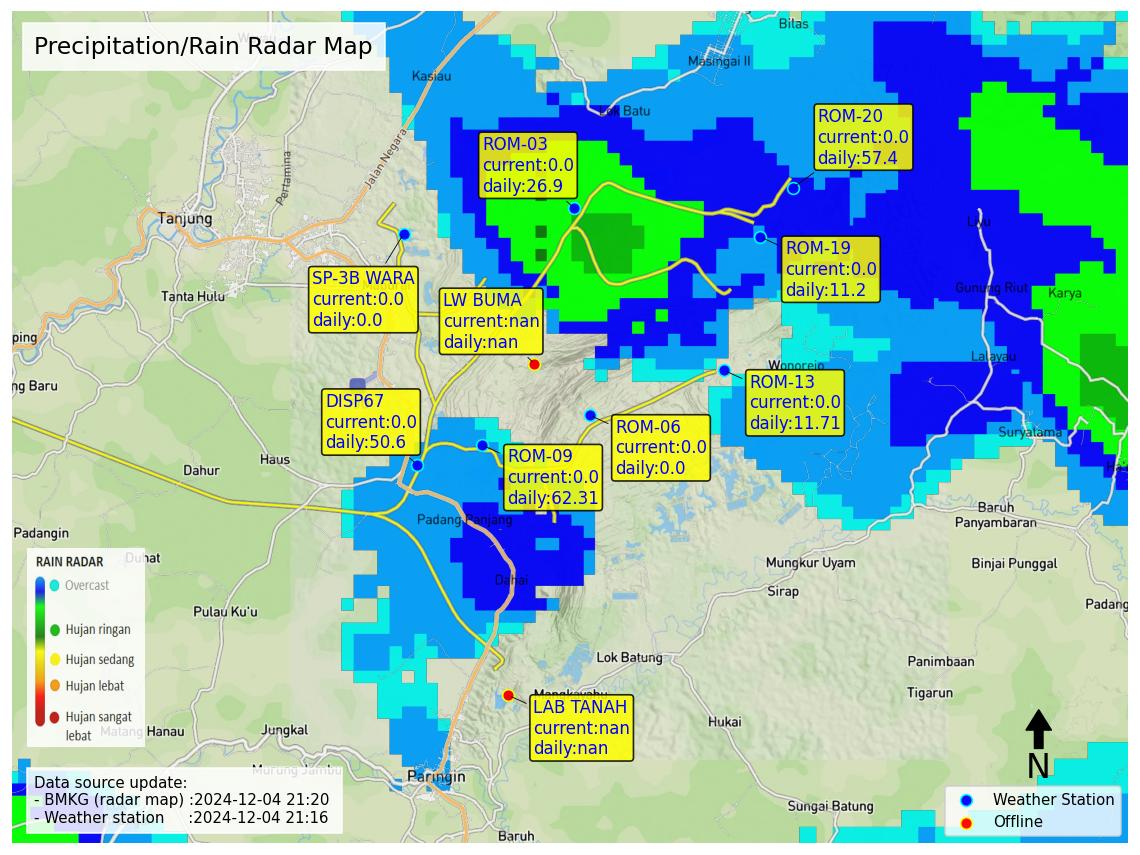 Precipitation/Rain Radar Map
Bilas
Masingai II
Kasiau
Lok Batu
ROM-20
current:0.0
daily:57.4
ROM-03
current:0.0
daily:26.9
Jalan Negara
Pertamina
Tanjung
Liyu
ROM-19
current:0.0
daily:11.2
SP-3B WARA
current:0.0
daily:0.0
LW BUMA
current:nan
daily:nan
Tanta Hulu
Gunung Riut
Karya
ping
Lalayau
Wonorejo
ng Baru
ROM-13
current:0.0
daily:11.71
DISP67
current:0.0
daily:50.6
ROM-06
current:0.0
daily:0.0
Suryatama
ROM-09
current:0.0
daily:62.31
Haus
Dahur
Baruh
Panyambaran
Padang Panjang
Padangin
Duhat
Mungkur Uyam
Binjai Punggal
Dahai
Sirap
Padang
Pulau Ku'u
RAIN RADAR
Overcast
Hujan ringan
Hujan sedang
Hujan lebat
Hujan sangat
lebat
Lok Batung
Panimbaan
Tigarun
Mangkayahu
LAB TANAH
current:nan
daily:nan
Hukai
Matang Hanau
Jungkal
Murung Jambu
Paringin
N
Data source update:
- BMKG (radar map) :2024-12-04 21:20
- Weather station :2024-12-04 21:16
Sungai Batung
Baruh
Weather Station
Offline